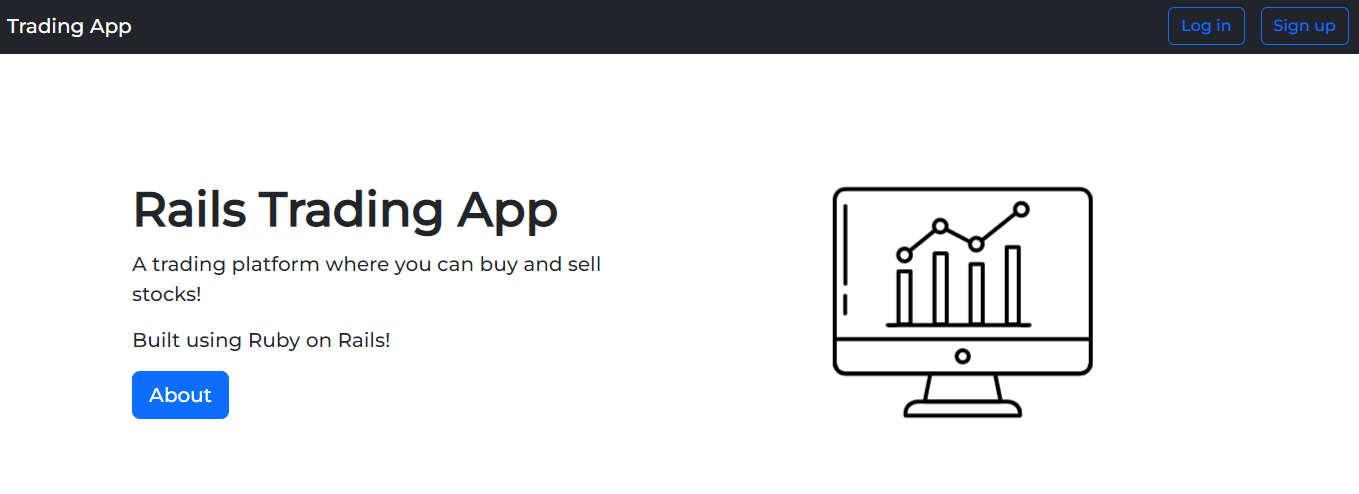 Trading App
Log in
Sign up
Rails Trading App
A trading platform where you can buy and sell
stocks!
Built using Ruby on Rails!
About